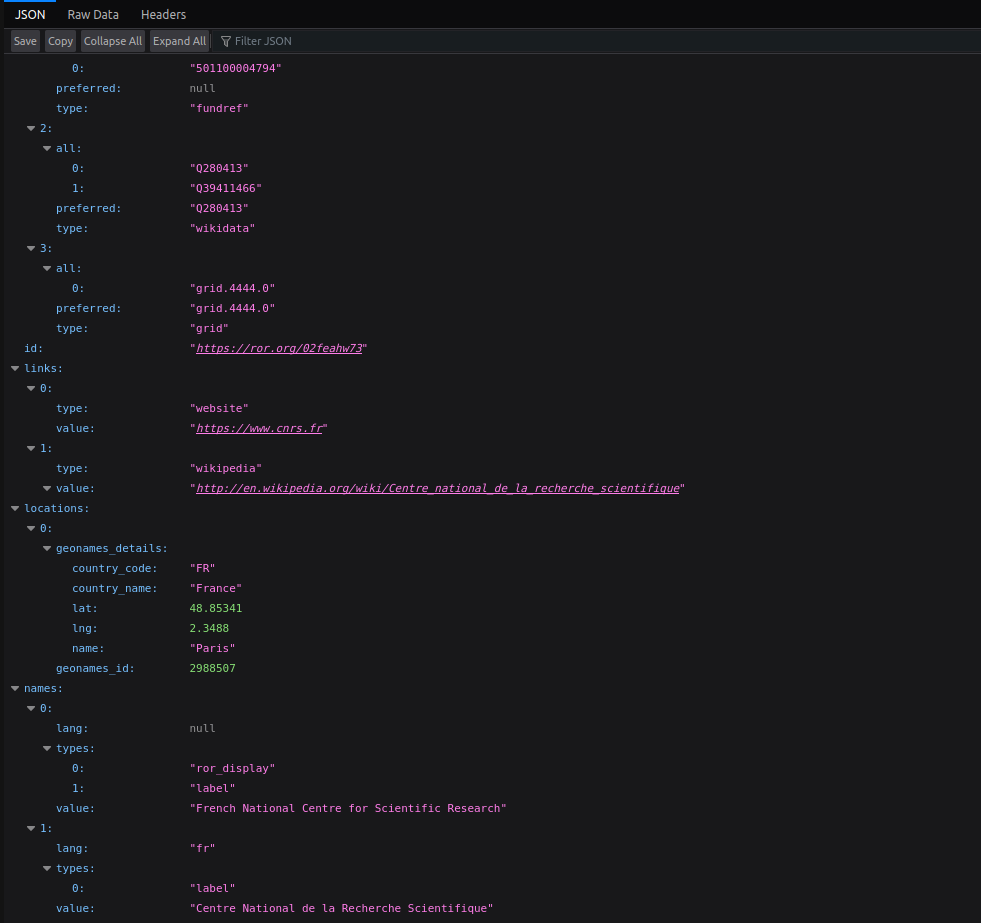 JSON Raw Data Headers
Save Copy Collapse All Expand All Filter JSON
0: "501100004794"
preferred: null
type: "fundref"
2:
all:
0: "Q280413"
1: "Q39411466"
preferred: "Q280413"
type: "wikidata"
3:
all:
0: "grid.4444.0"
preferred: "grid.4444.0"
type: "grid"
id: "https://ror.org/02feahw73"
links:
0:
type: "website"
value: "https://www.cnrs.fr"
1:
type: "wikipedia"
value: "http://en.wikipedia.org/wiki/Centre_national_de_la_recherche_scientifique"
locations:
0:
geonames_details:
country_code: "FR"
country_name: "France"
lat: 48.85341
lng: 2.3488
name: "Paris"
geonames_id: 2988507
names:
0:
lang: null
types:
0: "ror_display"
1: "label"
value: "French National Centre for Scientific Research"
1:
lang: "fr"
types:
0: "label"
value: "Centre National de la Recherche Scientifique"